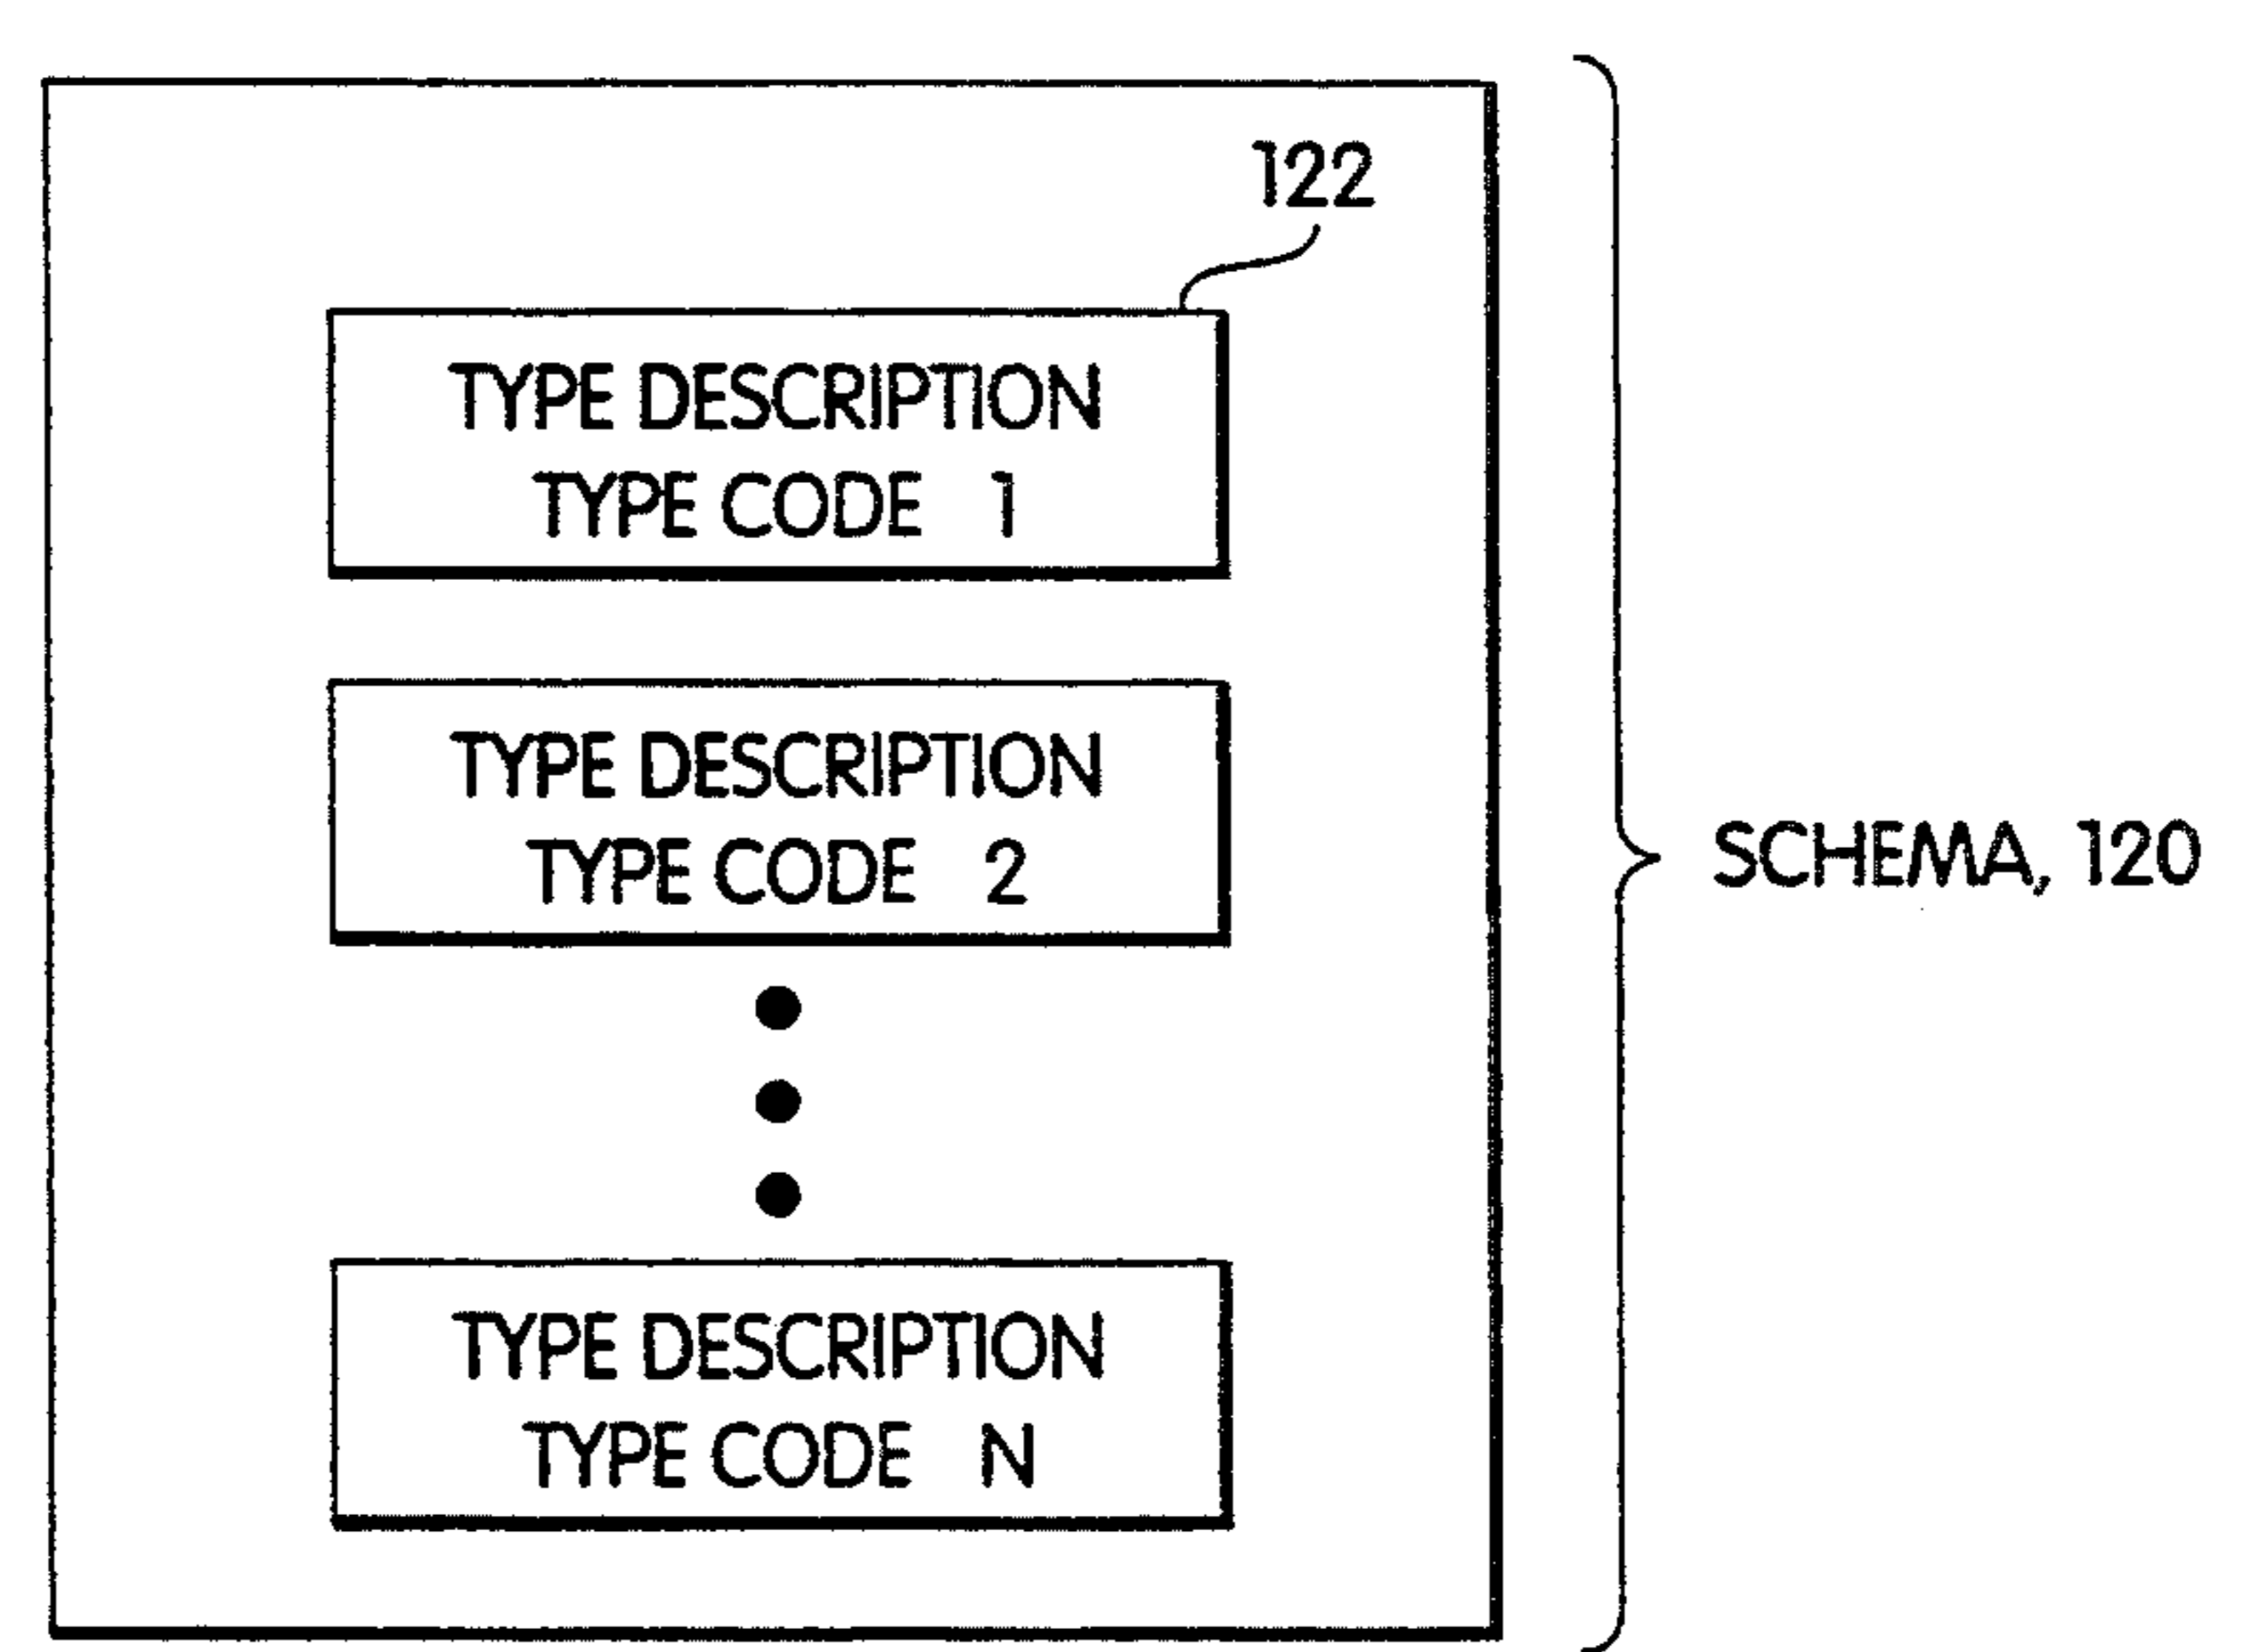 122
TYPE DESCRIPTION
TYPE CODE 1
TYPE DESCRIPTION
TYPE CODE 2
SCHEMA, 120
TYPE DESCRIPTION
TYPE CODE N